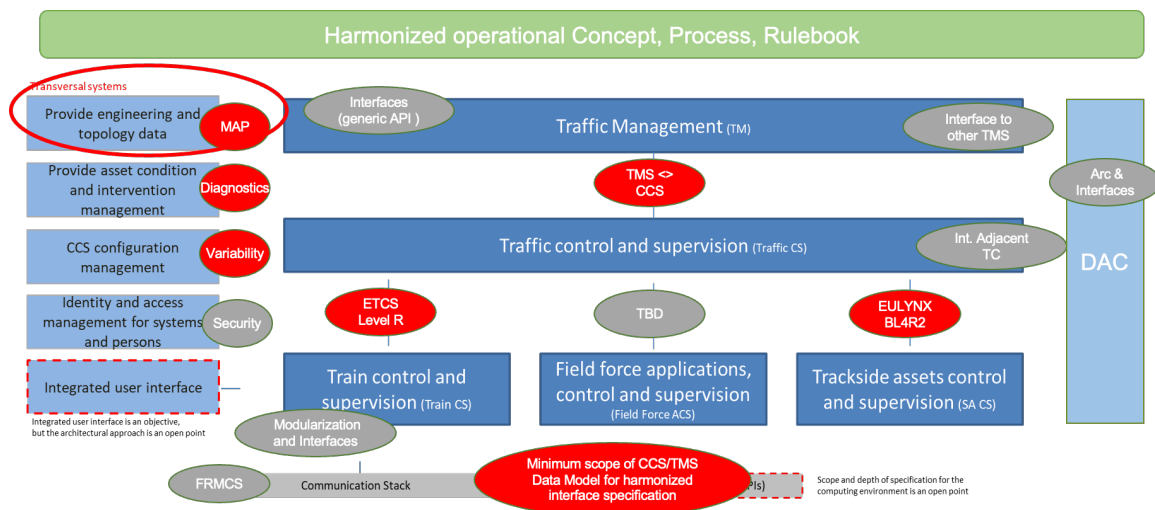 Harmonized operational Concept, Process, Rulebook
Transversal systems
Provide engineering and
topology data
MAP
Interfaces
(generic API )
Traffic Management (TM)
Interface to
other TMS
Provide asset condition
and intervention
management
Diagnostics
TMS <>
CCS
Arc &
Interfaces
CCS configuration
management
Variability
Traffic control and supervision (Traffic CS)
Int. Adjacent
TC
DAC
Identity and access
management for systems
and persons
Security
ETCS
Level R
TBD
EULYNX
BL4R2
Integrated user interface
Train control and
supervision (Train CS)
Field force applications,
control and supervision
(Field Force ACS)
Trackside assets control
and supervision (SA CS)
Integrated user interface is an objective,
but the architectural approach is an open point
Modularization
and Interfaces
FRMCS
Communication Stack
Minimum scope of CCS/TMS
Data Model for harmonized
interface specification
PIs)
Scope and depth of specification for the
computing environment is an open point